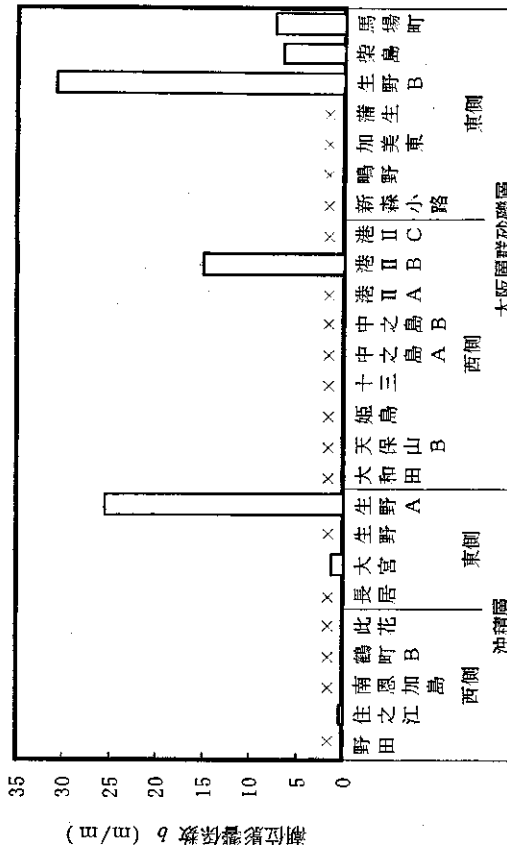 潮位影響係数 b (m/m)
35
30
25
20
15
10
5
0
野田
住之江
南恩加島
鶴町B
此花
長居
大宮
生野
生野A
大和田
天保山B
姫島
十三
中之島A
中之島B
港ⅡA
港ⅡB
港ⅡC
新森小路
鴫野
加美東
蒲生
生野B
柴島
馬場町
西側
東側
西側
東側
沖積層
大阪層群砂礫層